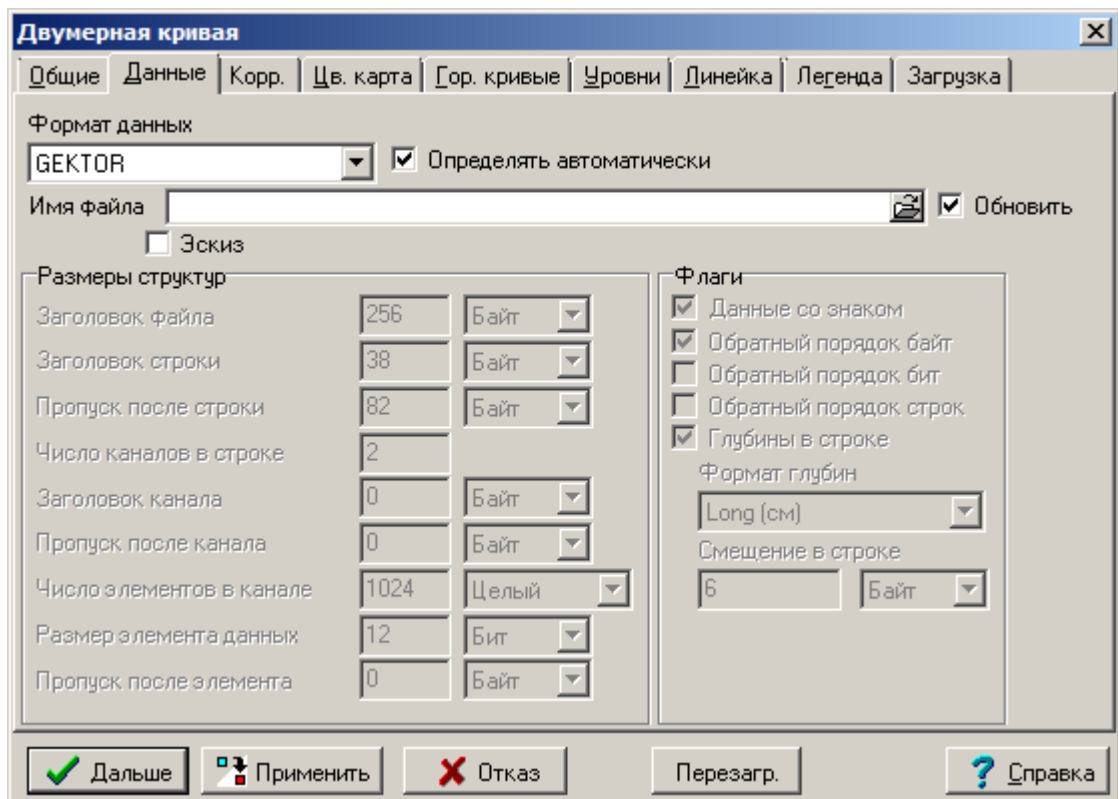 Двумерная кривая
Общие Данные Корр. Цв. карта Гор. кривые Уровни Линейка Легенда Загрузка
Формат данных
GEKTOR Определять автоматически
Имя файла Обновить
Эскиз
Размеры структур
Заголовок файла 256 Байт
Заголовок строки 38 Байт
Пропуск после строки 82 Байт
Число каналов в строке 2
Заголовок канала 0 Байт
Пропуск после канала 0 Байт
Число элементов в канале 1024 Целый
Размер элемента данных 12 Бит
Пропуск после элемента 0 Байт
Флаги
Данные со знаком
Обратный порядок байт
Обратный порядок бит
Обратный порядок строк
Глубины в строке
Формат глубин
Long (см)
Смещение в строке
6 Байт
Дальше Применить Отказ Перезагр. Справка